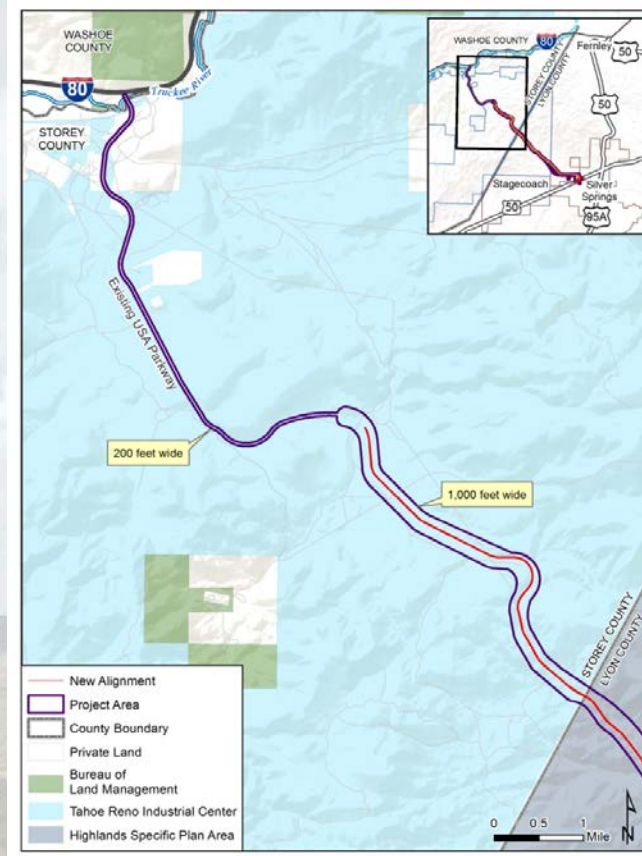 WASHOE
COUNTY
80
Truckee River
STOREY
COUNTY
Existing USA Parkway
200 feet wide
1,000 feet wide
STOREY COUNTY
LYON COUNTY
WASHOE COUNTY
80
Fernley
50
50
STOREY COUNTY
LYON COUNTY
50
Stagecoach
Silver
Springs
50
95A
New Alignment
Project Area
County Boundary
Private Land
Bureau of
Land Management
Tahoe Reno Industrial Center
Highlands Specific Plan Area
0 0.5 1
Mile
N